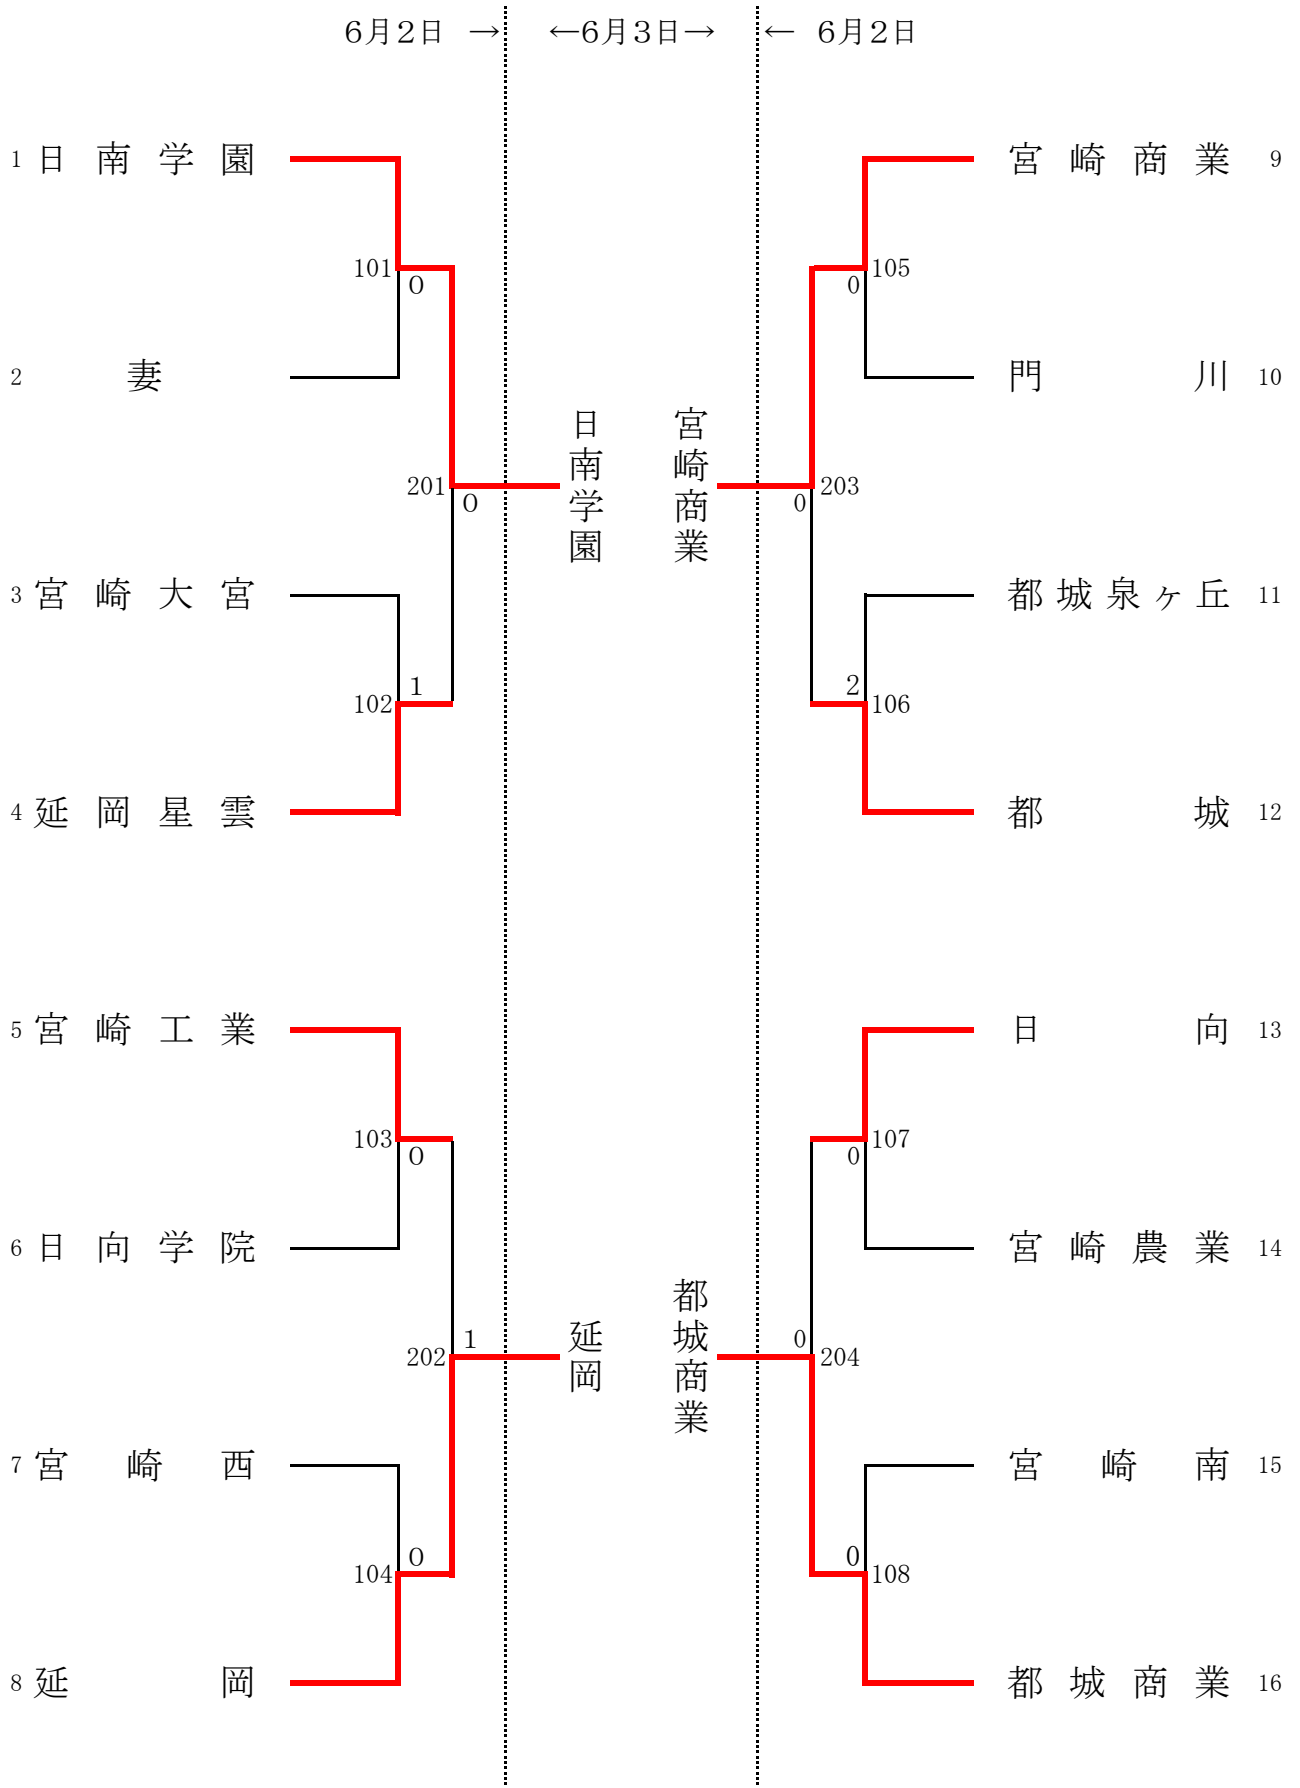 6月2日 → ←6月3日→ ← 6月2日
1 日南学園
宮崎商業 9
101 0
0 105
2 妻
門川 10
日南学園
宮崎商業
201 0
0 203
3 宮崎大宮
都城泉ヶ丘 11
102 1
2 106
4 延岡星雲
都城 12
5 宮崎工業
日向 13
103 0
0 107
6 日向学院
宮崎農業 14
延岡
都城商業
202 1
0 204
7 宮崎西
宮崎南 15
104 0
0 108
8 延岡
都城商業 16